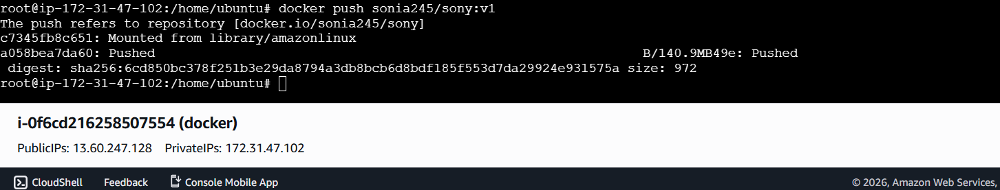 root@ip-172-31-47-102:/home/ubuntu# docker push sonia245/sony:v1
The push refers to repository [docker.io/sonia245/sony]
c7345fb8c651: Mounted from library/amazonlinux
a058bea7da60: Pushed B/140.9MB49e: Pushed
digest: sha256:6cd850bc378f251b3e29da8794a3db8bcb6d8bdf185f553d7da29924e931575a size: 972
root@ip-172-31-47-102:/home/ubuntu#
i-0f6cd216258507554 (docker)
PublicIPs: 13.60.247.128 PrivateIPs: 172.31.47.102
CloudShell Feedback Console Mobile App © 2026, Amazon Web Services,